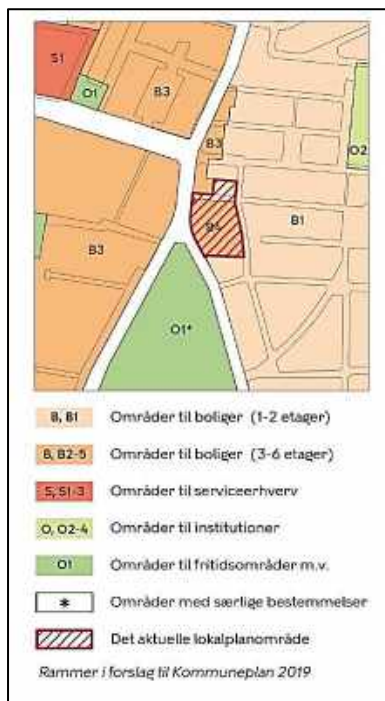 S1
O1
B3
B3
O2
B4
B1
B3
O1*
B, B1 Områder til boliger (1-2 etager)
B, B2-5 Områder til boliger (3-6 etager)
S, S1-3 Områder til serviceerhverv
O, O2-4 Områder til institutioner
O1 Områder til fritidsområder m.v.
* Områder med særlige bestemmelser
Det aktuelle lokalplanområde
Rammer i forslag til Kommuneplan 2019